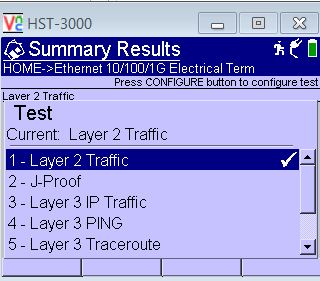 HST-3000
Summary Results
HOME->Ethernet 10/100/1G Electrical Term
Press CONFIGURE button to configure test
Layer 2 Traffic
Test
Current: Layer 2 Traffic
1 - Layer 2 Traffic
2 - J-Proof
3 - Layer 3 IP Traffic
4 - Layer 3 PING
5 - Layer 3 Traceroute